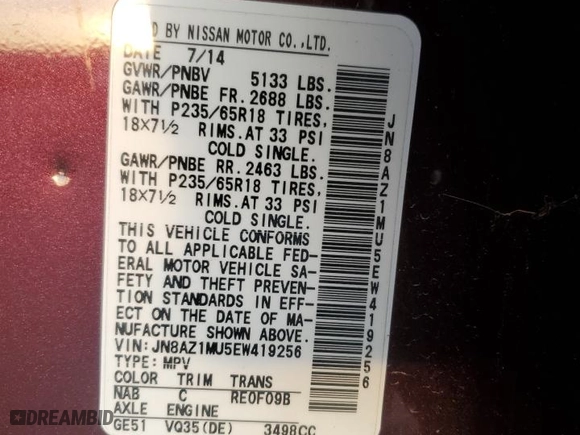 D BY NISSAN MOTOR CO.,LTD.
DATE 7/14
GVWR/PNBV 5133 LBS.
GAWR/PNBE FR. 2688 LBS.
WITH P235/65R18 TIRES,
18X7½ RIMS.AT 33 PSI
COLD SINGLE.
GAWR/PNBE RR. 2463 LBS.
WITH P235/65R18 TIRES,
18X7½ RIMS.AT 33 PSI
COLD SINGLE.
THIS VEHICLE CONFORMS
TO ALL APPLICABLE FED-
ERAL MOTOR VEHICLE SA-
FETY AND THEFT PREVEN-
TION STANDARDS IN EFF-
ECT ON THE DATE OF MA-
NUFACTURE SHOWN ABOVE.
VIN:JN8AZ1MU5EW419256
TYPE:MPV
COLOR TRIM TRANS
NAB C RE0F09B
AXLE ENGINE
GE51 VQ35(DE) 3498CC
JN8AZ1MU5EW419256
DREAMBID